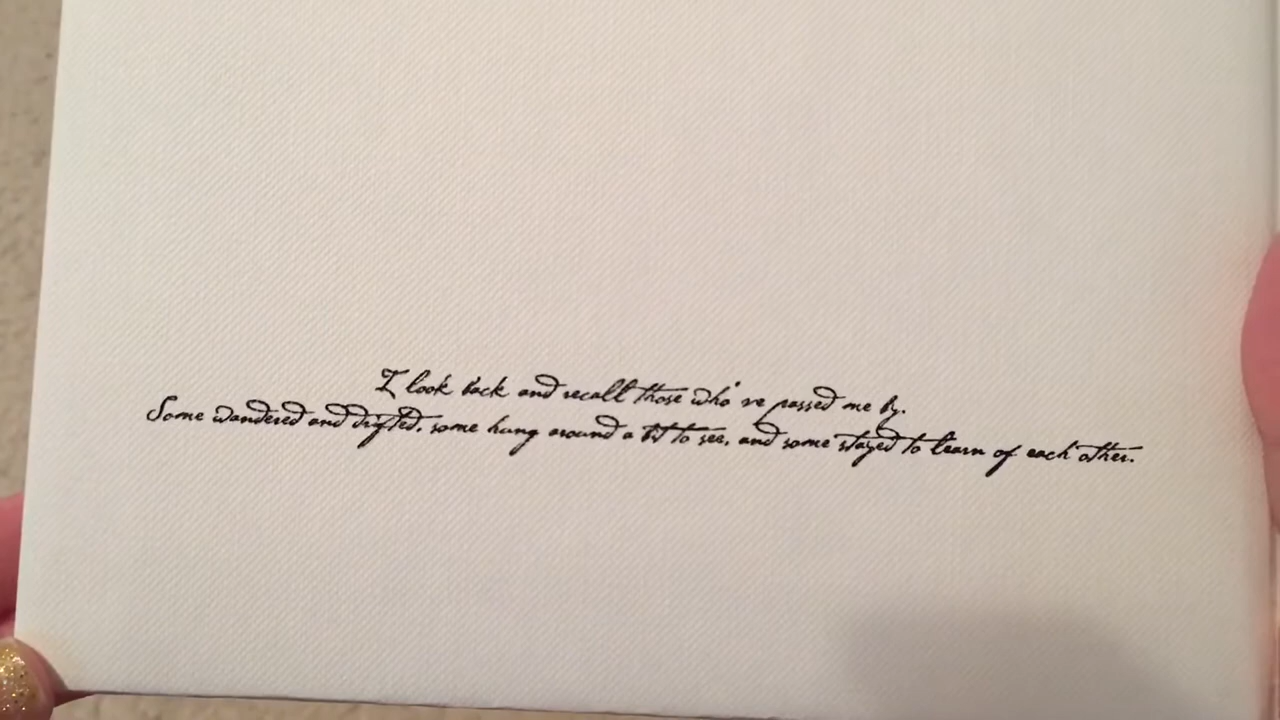 I look back and recall those who've passed me by.
Some wandered and drifted, some hung around a bit to see, and some stayed to learn of each other.